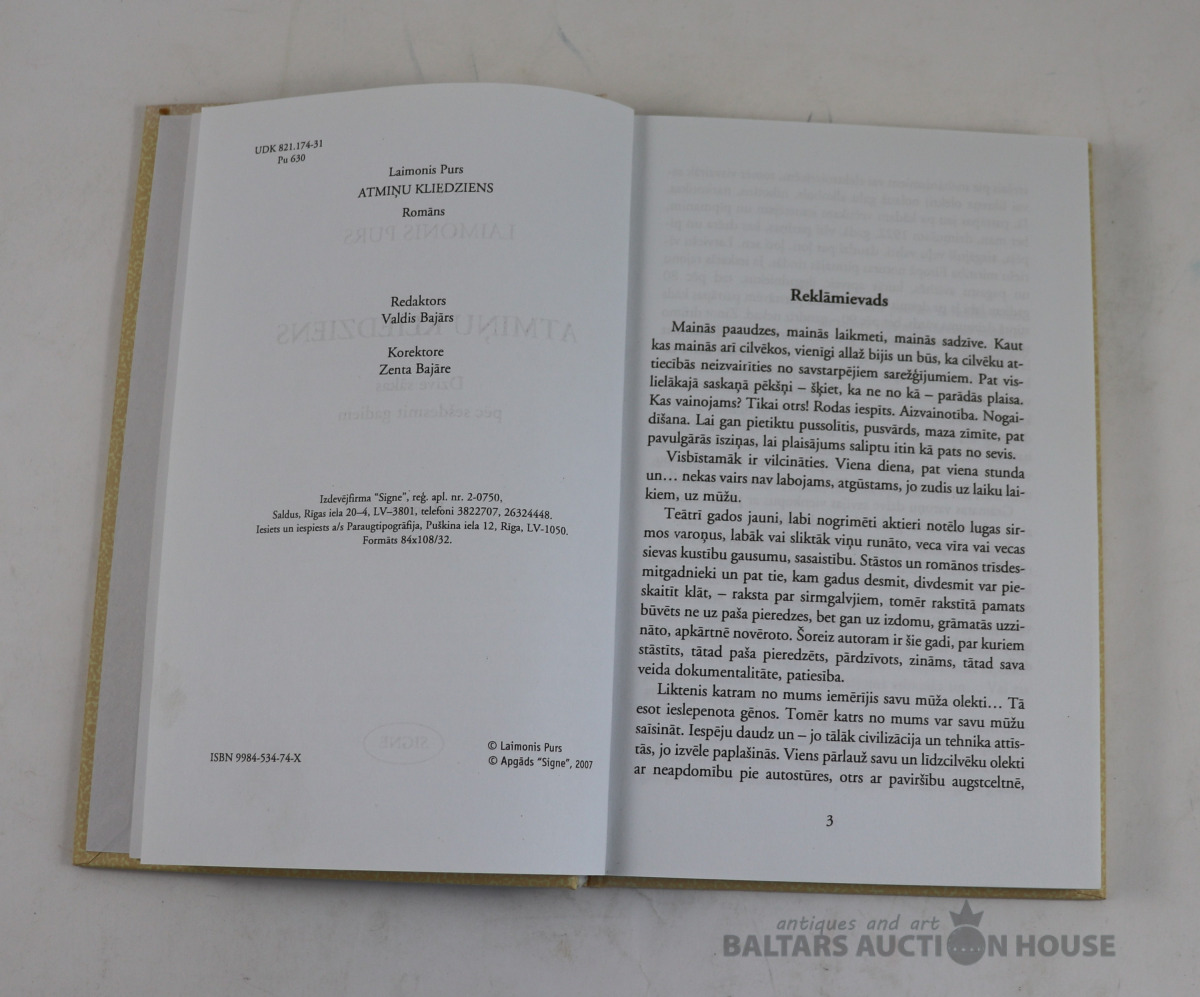 UDK 821.174-31
Pu 630
Laimonis Purs
ATMIŅU KLIEDZIENS
Romāns
LAIMONIS PURS
Redaktors
Valdis Bajārs
ATMIŅU KLIEDZIENS
Korektore
Zenta Bajāre
Dzīve sākas
pēc sešdesmit gadiem
Izdevējfirma “Signe”, reģ. apl. nr. 2-0750,
Saldus, Rīgas iela 20–4, LV–3801, telefoni 3822707, 26324448.
Iesiets un iespiests a/s Paraugtipogrāfija, Puškina iela 12, Rīga, LV-1050.
Formāts 84x108/32.
SIGNE
ISBN 9984-534-74-X
© Laimonis Purs
© Apgāds “Signe”, 2007
Reklāmievads
Mainās paaudzes, mainās laikmeti, mainās sadzīve. Kaut
kas mainās arī cilvēkos, vienīgi allaž bijis un būs, ka cilvēku at-
tiecībās neizvairīties no savstarpējiem sarežģījumiem. Pat vis-
lielākajā saskaņā pēkšņi – šķiet, ka ne no kā – parādās plaisa.
Kas vainojams? Tikai otrs! Rodas iespīts. Aizvainotība. Nogai-
dīšana. Lai gan pietiktu pussolītis, pusvārds, maza zīmīte, pat
pavulgārās īsziņas, lai plaisājums saliptu itin kā pats no sevis.
Visbīstamāk ir vilcināties. Viena diena, pat viena stunda
un… nekas vairs nav labojams, atgūstams, jo zudis uz laiku lai-
kiem, uz mūžu.
Teātrī gados jauni, labi nogrimēti aktieri notēlo lugas sir-
mos varoņus, labāk vai sliktāk viņu runāto, veca vīra vai vecas
sievas kustību gausumu, sasaistību. Stāstos un romānos trīsdes-
mitgadnieki un pat tie, kam gadus desmit, divdesmit var pie-
skaitīt klāt, – raksta par sirmgalvjiem, tomēr rakstītā pamats
būvēts ne uz paša pieredzes, bet gan uz izdomu, grāmatās uzzi-
nāto, apkārtnē novēroto. Šoreiz autoram ir šie gadi, par kuriem
stāstīts, tātad paša pieredzēts, pārdzīvots, zināms, tātad sava
veida dokumentalitāte, patiesība.
Liktenis katram no mums iemērījis savu mūža olekti… Tā
esot ieslepenota gēnos. Tomēr katrs no mums var savu mūžu
saīsināt. Iespēju daudz un – jo tālāk civilizācija un tehnika attīs-
tās, jo izvēle paplašinās. Viens pārlauž savu un līdzcilvēku olekti
ar neapdomību pie autostūres, otrs ar paviršību augstceltnē,
3
antiques and art
BALTARS AUCTION HOUSE